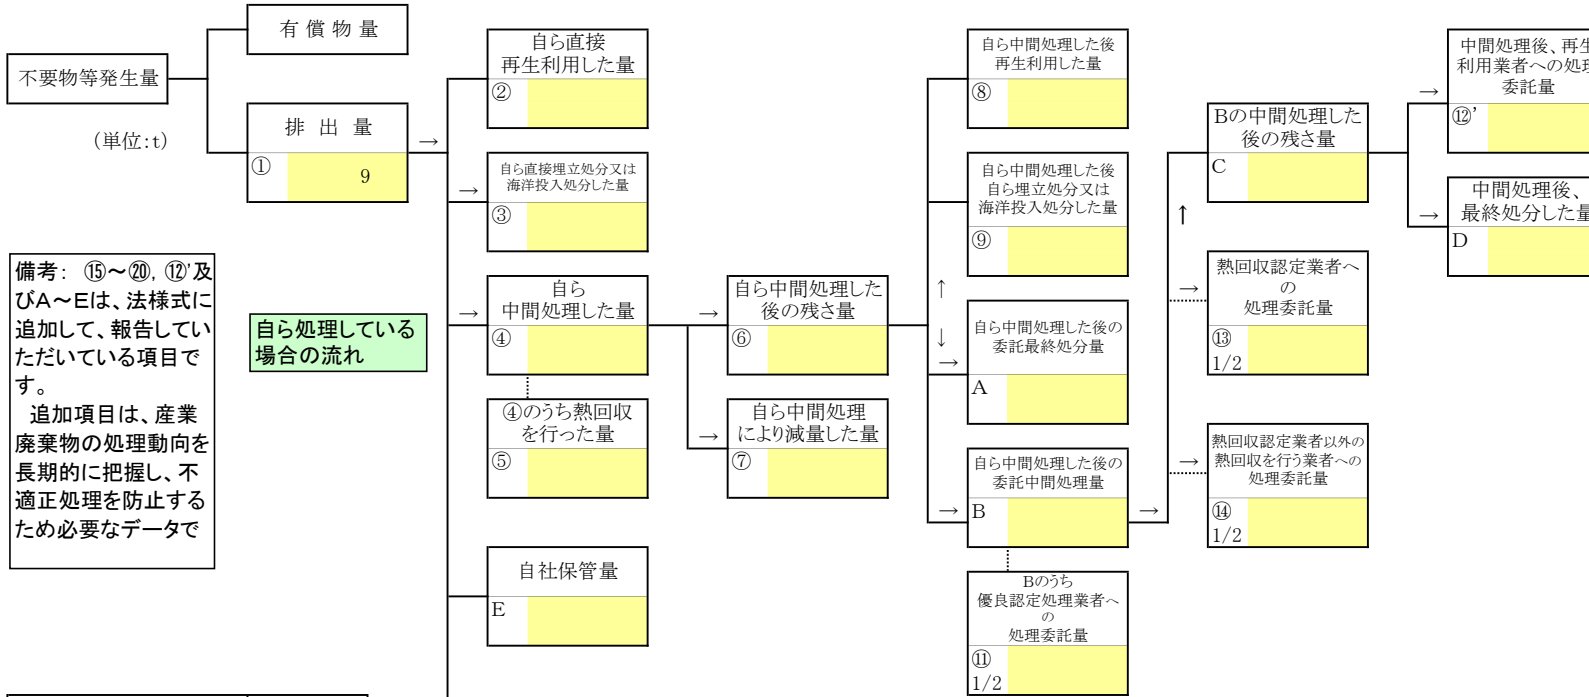 有 償 物 量
不要物等発生量
(単位:t)
排 出 量
①
9
→
備考: ⑮～⑳, ⑫'及
びA～Eは、法様式に
追加して、報告してい
ただいている項目で
す。
追加項目は、産業
廃棄物の処理動向を
長期的に把握し、不
適正処理を防止する
ため必要なデータで
自ら処理している
場合の流れ
自ら直接
再生利用した量
②
→
自ら直接埋立処分又は
海洋投入処分した量
③
→
自ら
中間処理した量
④
④のうち熱回収
を行った量
⑤
自社保管量
E
→
自ら中間処理した
後の残さ量
⑥
→
自ら中間処理
により減量した量
⑦
自ら中間処理した後
再生利用した量
⑧
自ら中間処理した後
自ら埋立処分又は
海洋投入処分した量
⑨
↑
↓
→
自ら中間処理した後の
委託最終処分量
A
→
自ら中間処理した後の
委託中間処理量
B
→
Bのうち
優良認定処理業者へ
の
処理委託量
⑪
1/2
Bの中間処理した
後の残さ量
C
↑
→
熱回収認定業者へ
の
処理委託量
⑬
1/2
→
熱回収認定業者以外の
熱回収を行う業者への
処理委託量
⑭
1/2
→
中間処理後、再生
利用業者への処理
委託量
⑫'
→
中間処理後、
最終処分した量
D